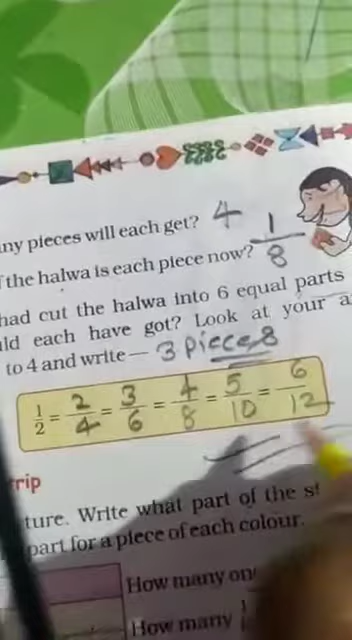 ny pieces will each get? 4
the halwa is each piece now? 1/8
had cut the halwa into 6 equal parts
ld each have got? Look at your a
to 4 and write — 3 pieces
1/2 = 2/4 = 3/6 = 4/8 = 5/10 = 6/12
rip
ture. Write what part of the st
part for a piece of each colour.
How many on
How many